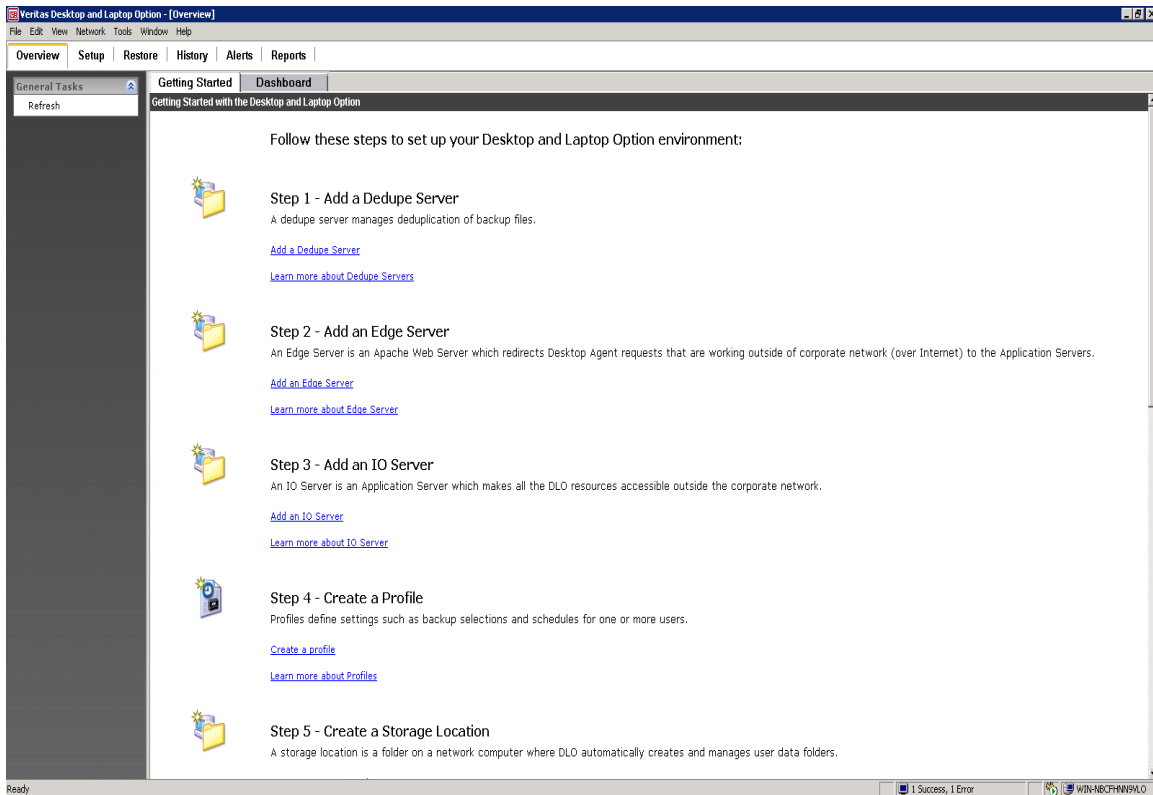 Veritas Desktop and Laptop Option - [Overview]
File Edit View Network Tools Window Help
Overview Setup Restore History Alerts Reports
General Tasks
Refresh
Getting Started Dashboard
Getting Started with the Desktop and Laptop Option
Follow these steps to set up your Desktop and Laptop Option environment:
Step 1 - Add a Dedupe Server
A dedupe server manages deduplication of backup files.
Add a Dedupe Server
Learn more about Dedupe Servers
Step 2 - Add an Edge Server
An Edge Server is an Apache Web Server which redirects Desktop Agent requests that are working outside of corporate network (over Internet) to the Application Servers.
Add an Edge Server
Learn more about Edge Server
Step 3 - Add an IO Server
An IO Server is an Application Server which makes all the DLO resources accessible outside the corporate network.
Add an IO Server
Learn more about IO Server
Step 4 - Create a Profile
Profiles define settings such as backup selections and schedules for one or more users.
Create a profile
Learn more about Profiles
Step 5 - Create a Storage Location
A storage location is a folder on a network computer where DLO automatically creates and manages user data folders.
Ready
1 Success, 1 Error
WIN-NBCFHNN9VLO